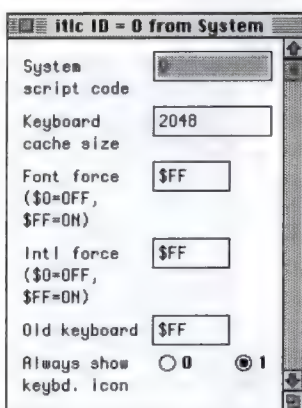 itlc ID = 0 from System
System
script code
0
Keyboard
cache size
2048
Font force
($0=OFF,
$FF=ON)
$FF
Intl force
($0=OFF,
$FF=ON)
$FF
Old keyboard
$FF
Always show
keybd. icon
0
1